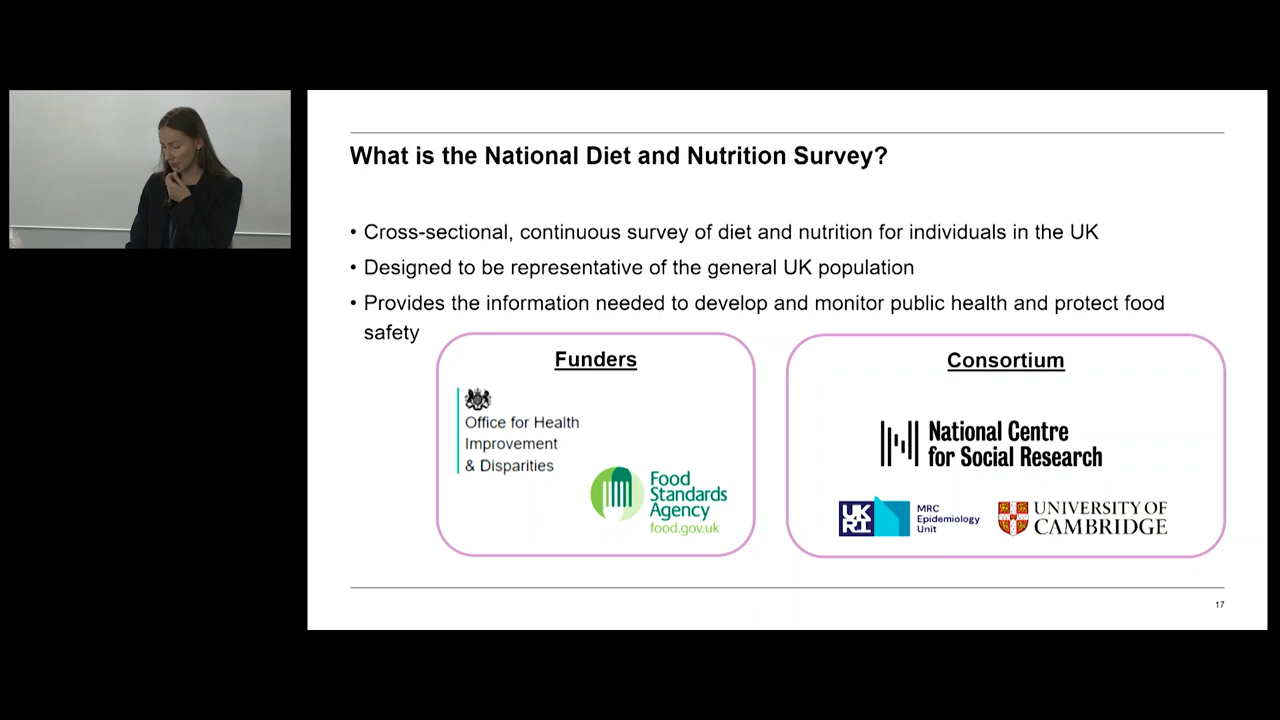 What is the National Diet and Nutrition Survey?
• Cross-sectional, continuous survey of diet and nutrition for individuals in the UK
• Designed to be representative of the general UK population
• Provides the information needed to develop and monitor public health and protect food
safety
Funders
Office for Health
Improvement
& Disparities
Food
Standards
Agency
food.gov.uk
Consortium
National Centre
for Social Research
UK
RI
MRC
Epidemiology
Unit
UNIVERSITY OF
CAMBRIDGE
17